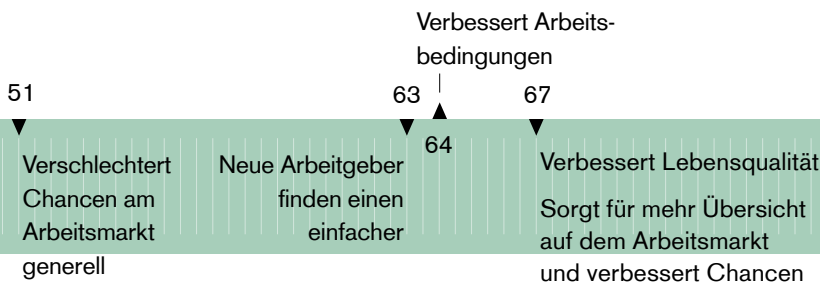 Verbessert Arbeits-
bedingungen
51
63
67
64
Verschlechtert
Chancen am
Arbeitsmarkt
generell
Neue Arbeitgeber
finden einen
einfacher
Verbessert Lebensqualität
Sorgt für mehr Übersicht
auf dem Arbeitsmarkt
und verbessert Chancen